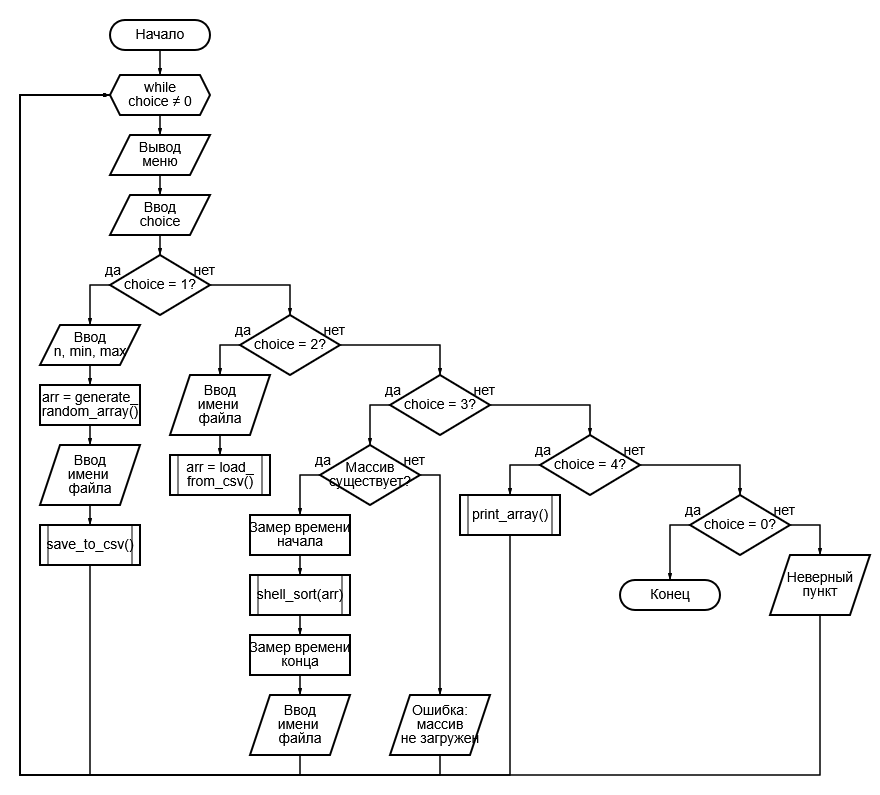 Начало
while
choice ≠ 0
Вывод
меню
Ввод
choice
да
choice = 1?
нет
Ввод
n, min, max
arr = generate_
random_array()
Ввод
имени
файла
save_to_csv()
да
choice = 2?
нет
Ввод
имени
файла
arr = load_
from_csv()
да
choice = 3?
нет
да
Массив
существует?
нет
Замер времени
начала
shell_sort(arr)
Замер времени
конца
Ввод
имени
файла
Ошибка:
массив
не загружен
да
choice = 4?
нет
print_array()
да
choice = 0?
нет
Конец
Неверный
пункт